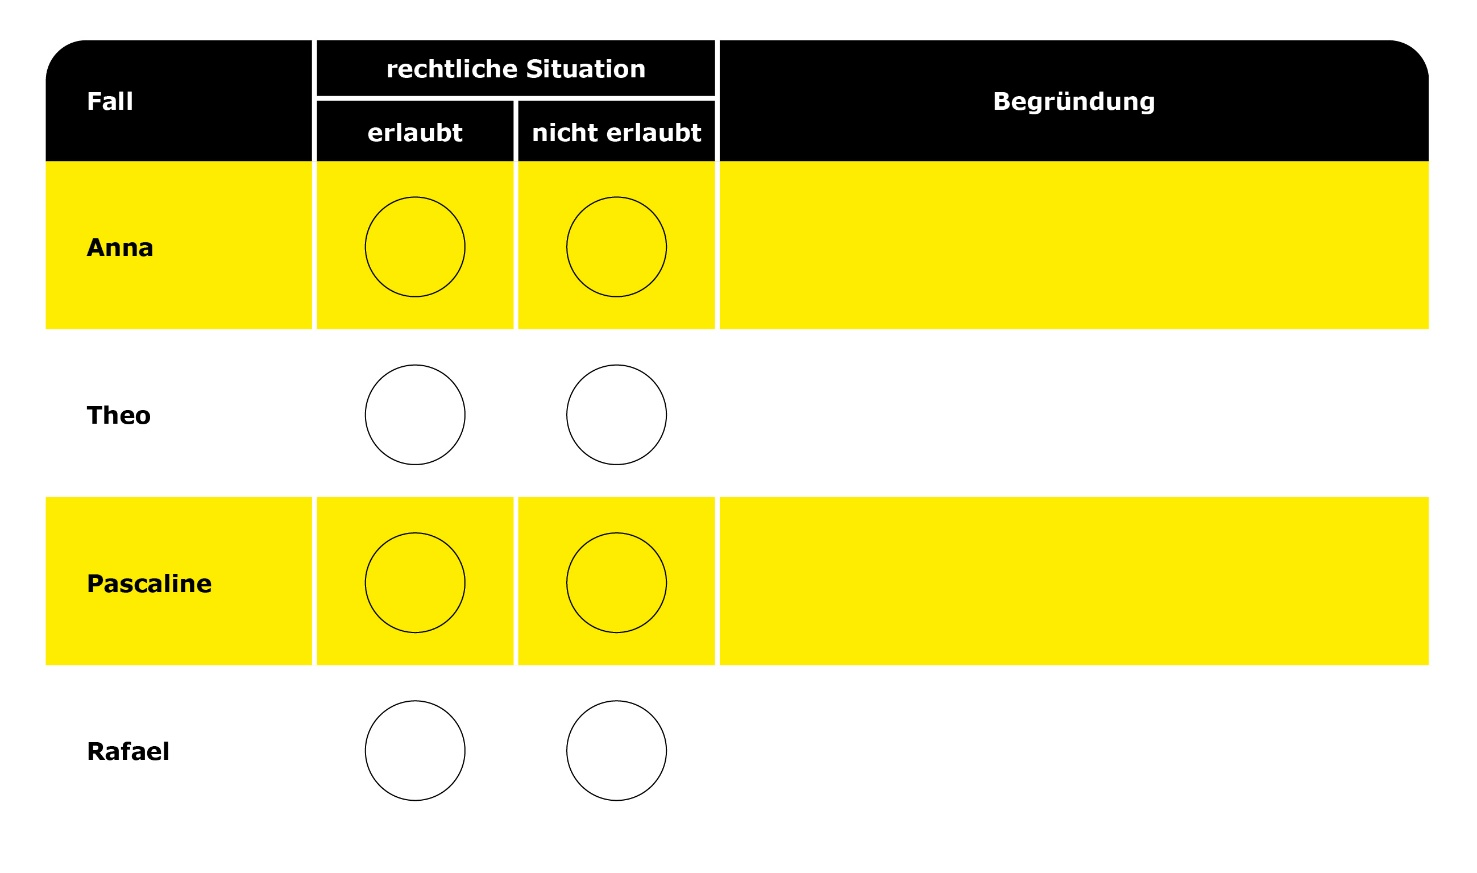 Fall
rechtliche Situation
erlaubt
nicht erlaubt
Begründung
Anna
Theo
Pascaline
Rafael